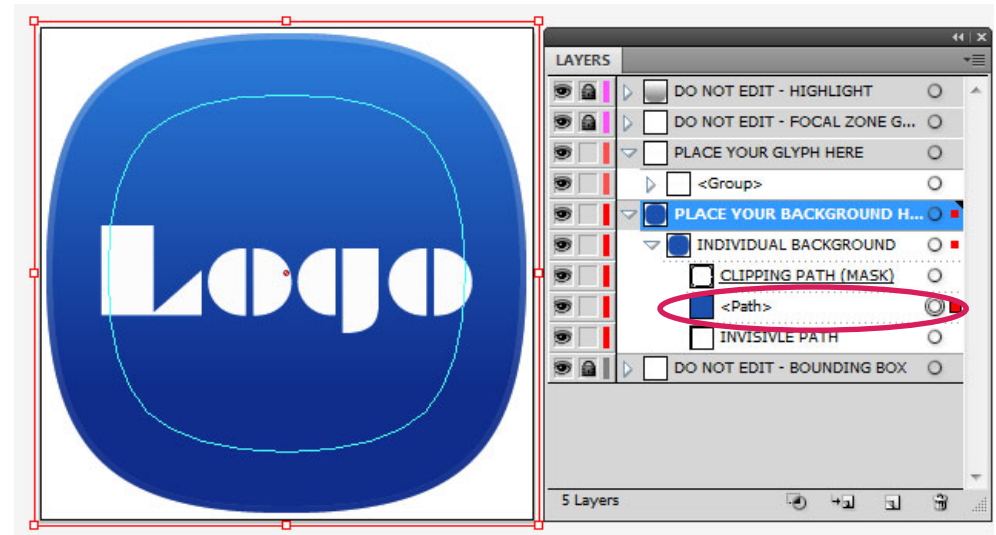 Logo
LAYERS
DO NOT EDIT - HIGHLIGHT
DO NOT EDIT - FOCAL ZONE G...
PLACE YOUR GLYPH HERE
<Group>
PLACE YOUR BACKGROUND H...
INDIVIDUAL BACKGROUND
CLIPPING PATH (MASK)
<Path>
INVISIVLE PATH
DO NOT EDIT - BOUNDING BOX
5 Layers